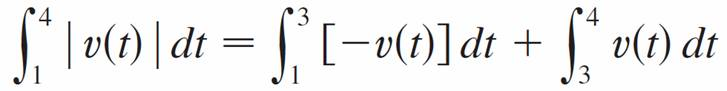 ∫₁⁴ |v(t)| dt = ∫₁³ [−v(t)] dt + ∫₃⁴ v(t) dt